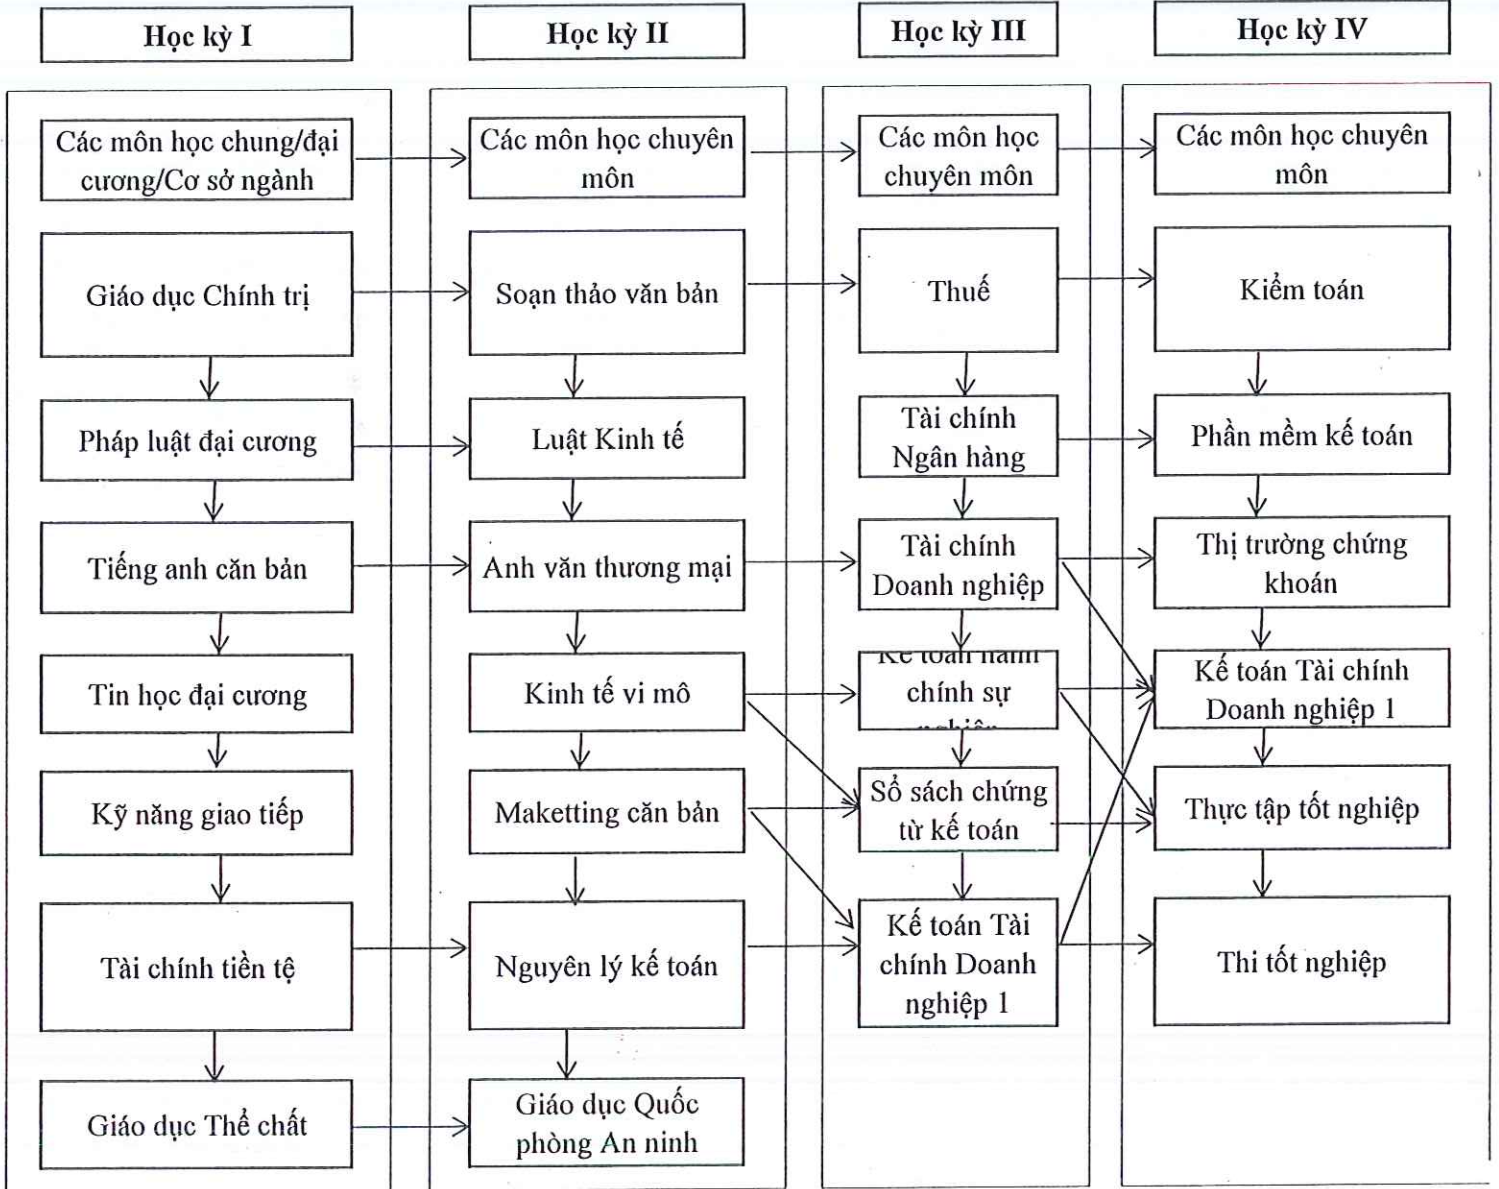 Học kỳ I
Học kỳ II
Học kỳ III
Học kỳ IV
Các môn học chung/đại
cương/Cơ sở ngành
Giáo dục Chính trị
Pháp luật đại cương
Tiếng anh căn bản
Tin học đại cương
Kỹ năng giao tiếp
Tài chính tiền tệ
Giáo dục Thể chất
Các môn học chuyên
môn
Soạn thảo văn bản
Luật Kinh tế
Anh văn thương mại
Kinh tế vi mô
Maketting căn bản
Nguyên lý kế toán
Giáo dục Quốc
phòng An ninh
Các môn học
chuyên môn
Thuế
Tài chính
Ngân hàng
Tài chính
Doanh nghiệp
Kế toán hành
chính sự
nghiệp
Sổ sách chứng
từ kế toán
Kế toán Tài
chính Doanh
nghiệp 1
Các môn học chuyên
môn
Kiểm toán
Phần mềm kế toán
Thị trường chứng
khoán
Kế toán Tài chính
Doanh nghiệp 1
Thực tập tốt nghiệp
Thi tốt nghiệp